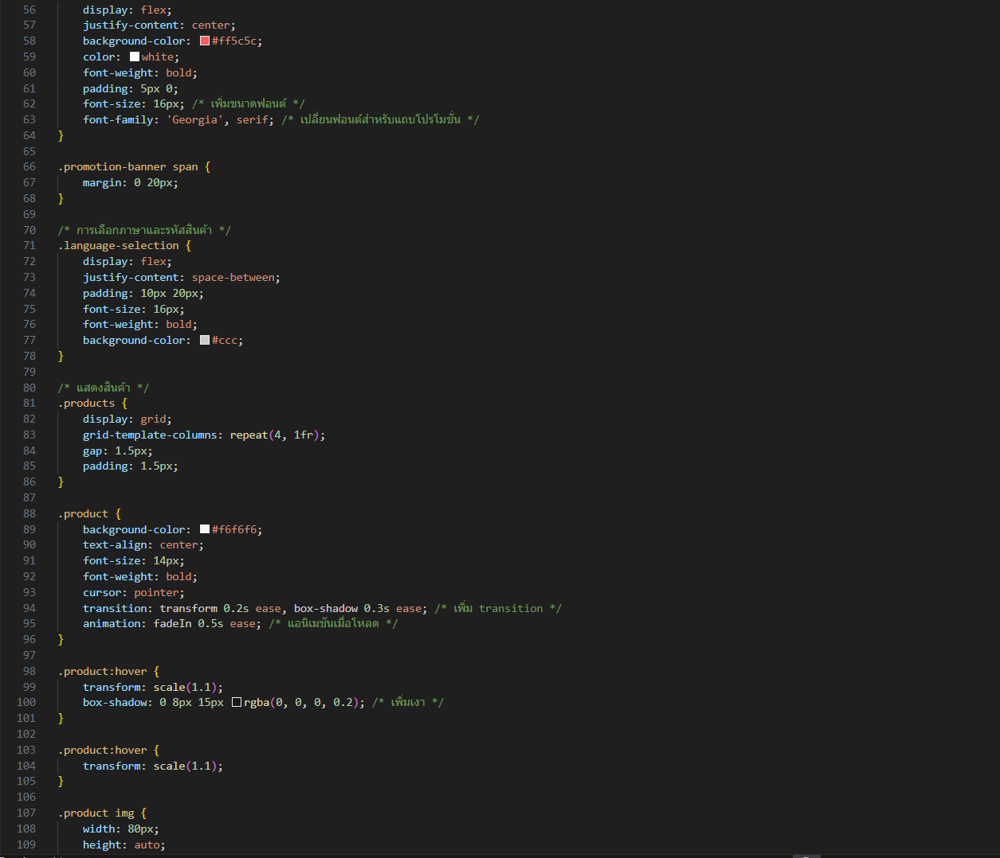 56 display: flex;
57 justify-content: center;
58 background-color: #ff5c5c;
59 color: white;
60 font-weight: bold;
61 padding: 5px 0;
62 font-size: 16px; /* เพิ่มขนาดฟอนต์ */
63 font-family: 'Georgia', serif; /* เปลี่ยนฟอนต์สำหรับแถบโปรโมชั่น */
64 }
65
66 .promotion-banner span {
67 margin: 0 20px;
68 }
69
70 /* การเลือกภาษาและรหัสสินค้า */
71 .language-selection {
72 display: flex;
73 justify-content: space-between;
74 padding: 10px 20px;
75 font-size: 16px;
76 font-weight: bold;
77 background-color: #ccc;
78 }
79
80 /* แสดงสินค้า */
81 .products {
82 display: grid;
83 grid-template-columns: repeat(4, 1fr);
84 gap: 1.5px;
85 padding: 1.5px;
86 }
87
88 .product {
89 background-color: #f6f6f6;
90 text-align: center;
91 font-size: 14px;
92 font-weight: bold;
93 cursor: pointer;
94 transition: transform 0.2s ease, box-shadow 0.3s ease; /* เพิ่ม transition */
95 animation: fadeIn 0.5s ease; /* แอนิเมชันเมื่อโหลด */
96 }
97
98 .product:hover {
99 transform: scale(1.1);
100 box-shadow: 0 8px 15px rgba(0, 0, 0, 0.2); /* เพิ่มเงา */
101 }
102
103 .product:hover {
104 transform: scale(1.1);
105 }
106
107 .product img {
108 width: 80px;
109 height: auto;